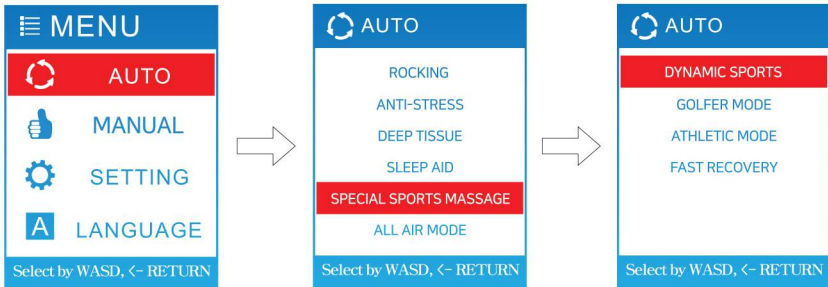 MENU
AUTO
MANUAL
SETTING
A LANGUAGE
Select by WASD, <- RETURN
AUTO
ROCKING
ANTI-STRESS
DEEP TISSUE
SLEEP AID
SPECIAL SPORTS MASSAGE
ALL AIR MODE
Select by WASD, <- RETURN
AUTO
DYNAMIC SPORTS
GOLFER MODE
ATHLETIC MODE
FAST RECOVERY
Select by WASD, <- RETURN